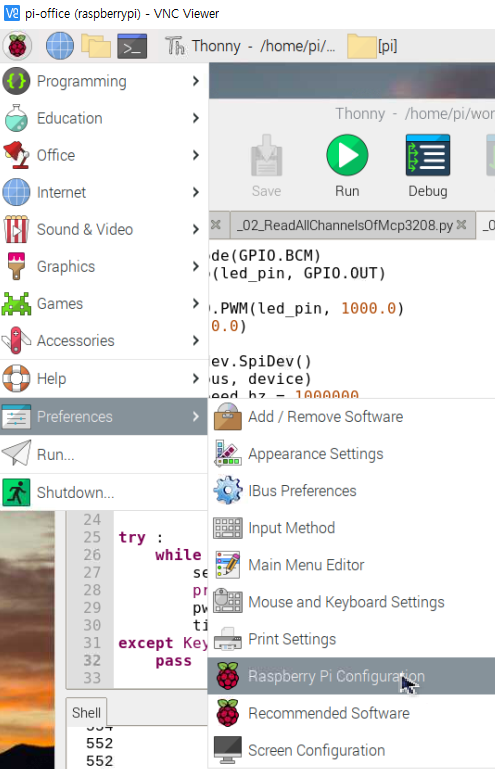 pi-office (raspberrypi) - VNC Viewer
Thonny - /home/pi/... [pi]
Programming
Education
Office
Internet
Sound & Video
Graphics
Games
Accessories
Help
Preferences
Run...
Shutdown...
Thonny - /home/pi/wor
Save Run Debug
_02_ReadAllChannelsOfMcp3208.py _0
de(GPIO.BCM)
(led_pin, GPIO.OUT)
.PWM(led_pin, 1000.0)
0.0)
ev.SpiDev()
us, device)
eed_hz = 1000000
Add / Remove Software
Appearance Settings
IBus Preferences
Input Method
Main Menu Editor
Mouse and Keyboard Settings
Print Settings
Raspberry Pi Configuration
Recommended Software
Screen Configuration
24
25 try :
26 while
27 se
28 pr
29 pw
30 ti
31 except Key
32 pass
33
Shell
552
552